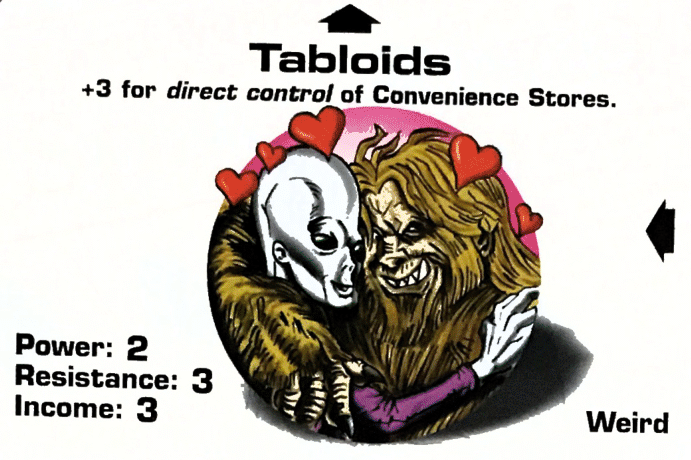 Tabloids
+3 for direct control of Convenience Stores.
Power: 2
Resistance: 3
Income: 3
Weird